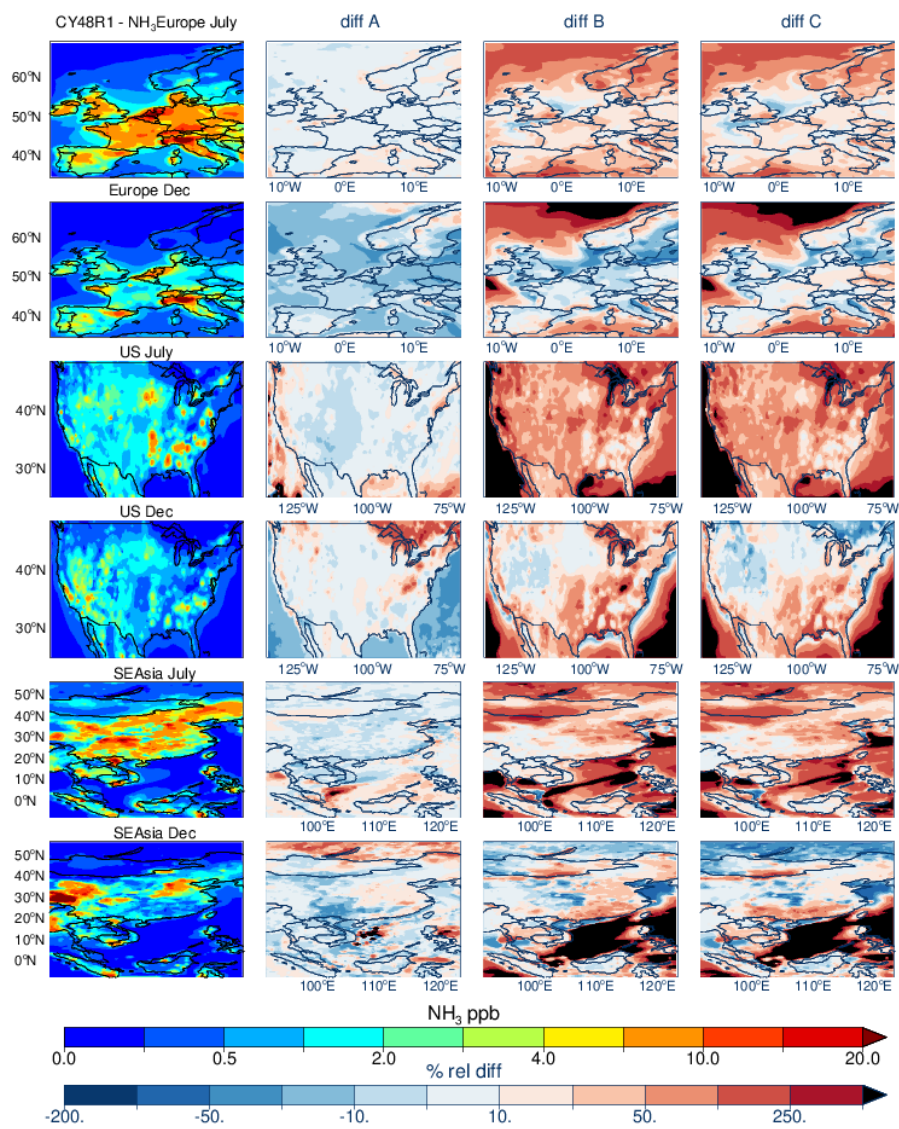 CY48R1 - NH₃Europe July diff A diff B diff C
60°N
50°N
40°N
10°W 0°E 10°E 10°W 0°E 10°E 10°W 0°E 10°E
Europe Dec
60°N
50°N
40°N
10°W 0°E 10°E 10°W 0°E 10°E 10°W 0°E 10°E
US July
40°N
30°N
125°W 100°W 75°W 125°W 100°W 75°W 125°W 100°W 75°W
US Dec
40°N
30°N
125°W 100°W 75°W 125°W 100°W 75°W 125°W 100°W 75°W
SEAsia July
50°N
40°N
30°N
20°N
10°N
0°N
100°E 110°E 120°E 100°E 110°E 120°E 100°E 110°E 120°E
SEAsia Dec
50°N
40°N
30°N
20°N
10°N
0°N
100°E 110°E 120°E 100°E 110°E 120°E 100°E 110°E 120°E
NH₃ ppb
0.0 0.5 2.0 4.0 10.0 20.0
% rel diff
-200. -50. -10. 10. 50. 250.